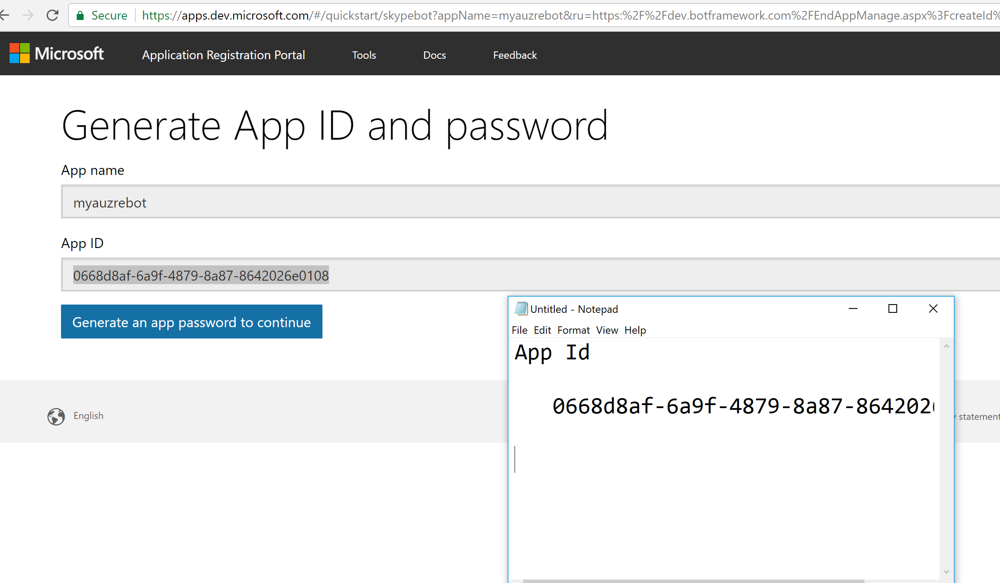 Secure https://apps.dev.microsoft.com/#/quickstart/skypebot?appName=myauzrebot&ru=https:%2F%2Fdev.botframework.com%2FEndAppManage.aspx%3FcreateId%
Microsoft Application Registration Portal Tools Docs Feedback
Generate App ID and password
App name
myauzrebot
App ID
0668d8af-6a9f-4879-8a87-8642026e0108
Generate an app password to continue
Untitled - Notepad
File Edit Format View Help
App Id
0668d8af-6a9f-4879-8a87-8642026
English
y statement